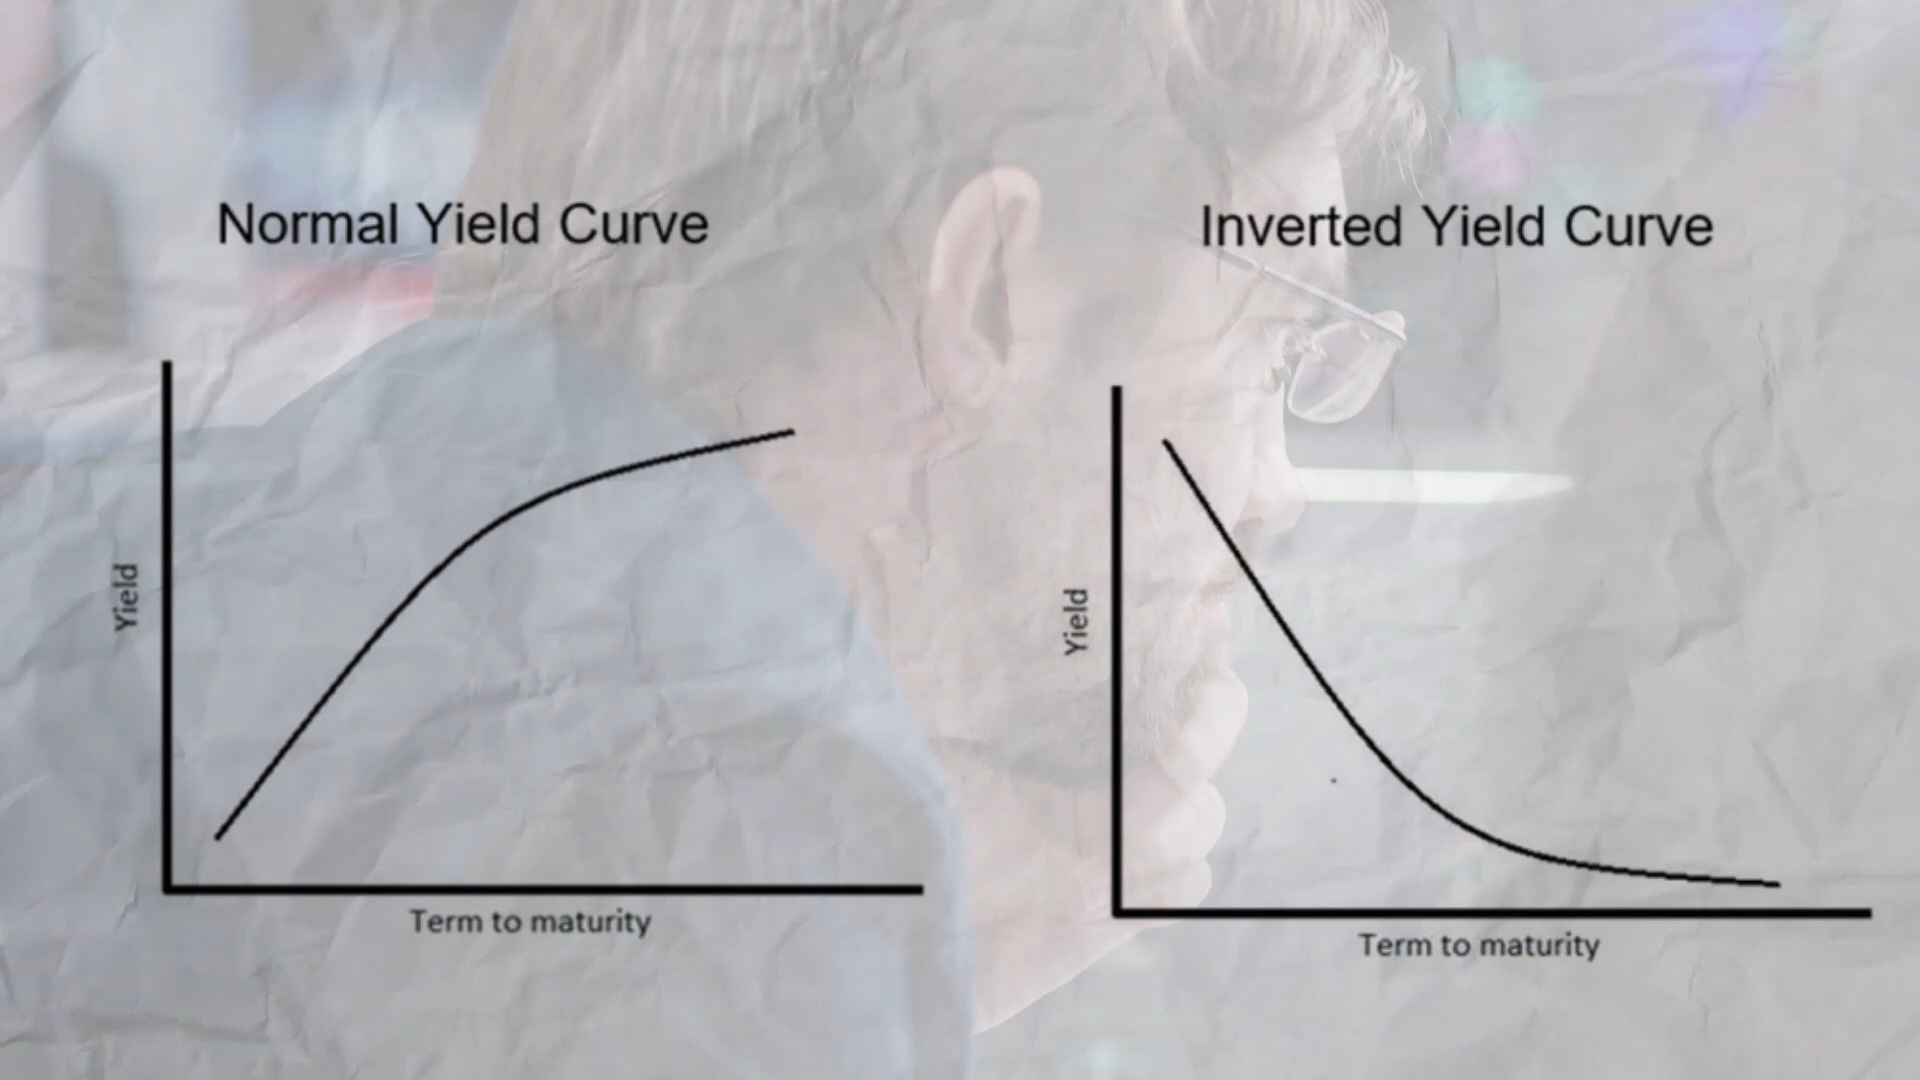 Normal Yield Curve
Inverted Yield Curve
Yield
Yield
Term to maturity
Term to maturity